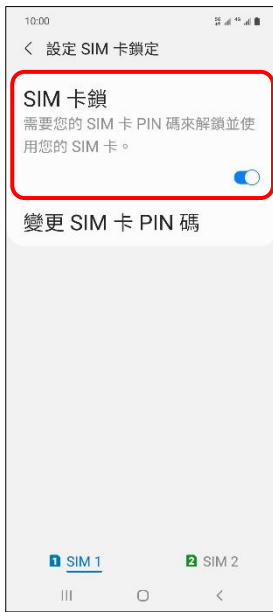 10:00
設定 SIM 卡鎖定
SIM 卡鎖
需要您的 SIM 卡 PIN 碼來解鎖並使
用您的 SIM 卡。
變更 SIM 卡 PIN 碼
1 SIM 1
2 SIM 2